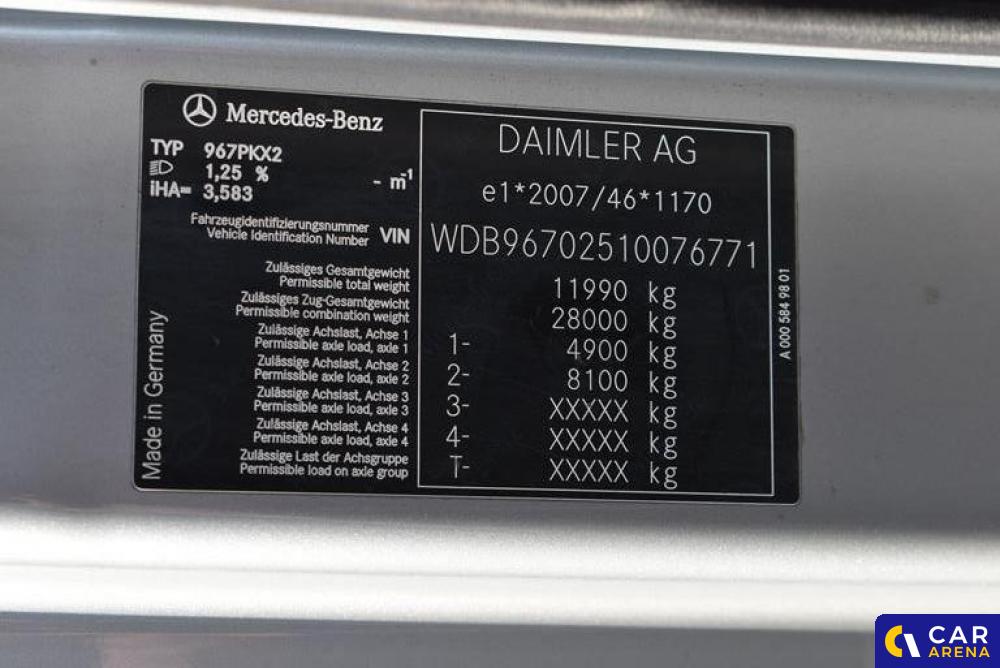 Mercedes-Benz
TYP 967PKX2
1,25 %
- m-1
iHA= 3,583
Fahrzeugidentifizierungsnummer
Vehicle Identification Number VIN
Zulässiges Gesamtgewicht
Permissible total weight
Zulässiges Zug-Gesamtgewicht
Permissible combination weight
Zulässige Achslast, Achse 1
Permissible axle load, axle 1
Zulässige Achslast, Achse 2
Permissible axle load, axle 2
Zulässige Achslast, Achse 3
Permissible axle load, axle 3
Zulässige Achslast, Achse 4
Permissible axle load, axle 4
Zulässige Last der Achsgruppe
Permissible load on axle group
Made in Germany
DAIMLER AG
e1*2007/46*1170
WDB96702510076771
11990 kg
28000 kg
1- 4900 kg
2- 8100 kg
3- XXXXX kg
4- XXXXX kg
T- XXXXX kg
A 000 584 98 01
CAR
ARENA